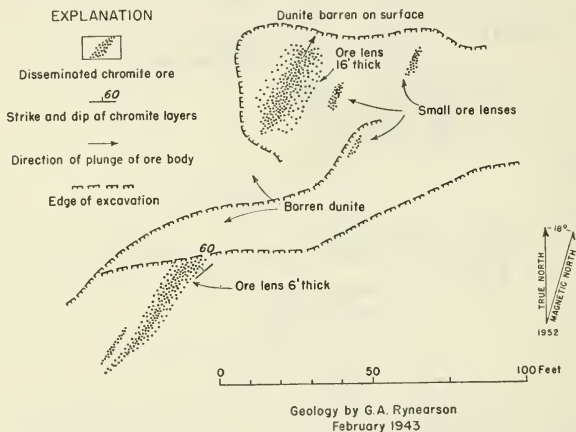 EXPLANATION
Disseminated chromite ore
60
Strike and dip of chromite layers
Direction of plunge of ore body
Edge of excavation
Dunite barren on surface
Ore lens
16' thick
Small ore lenses
Barren dunite
60
Ore lens 6' thick
18°
TRUE NORTH
MAGNETIC NORTH
1952
0 50 100 Feet
Geology by G.A. Rynearson
February 1943